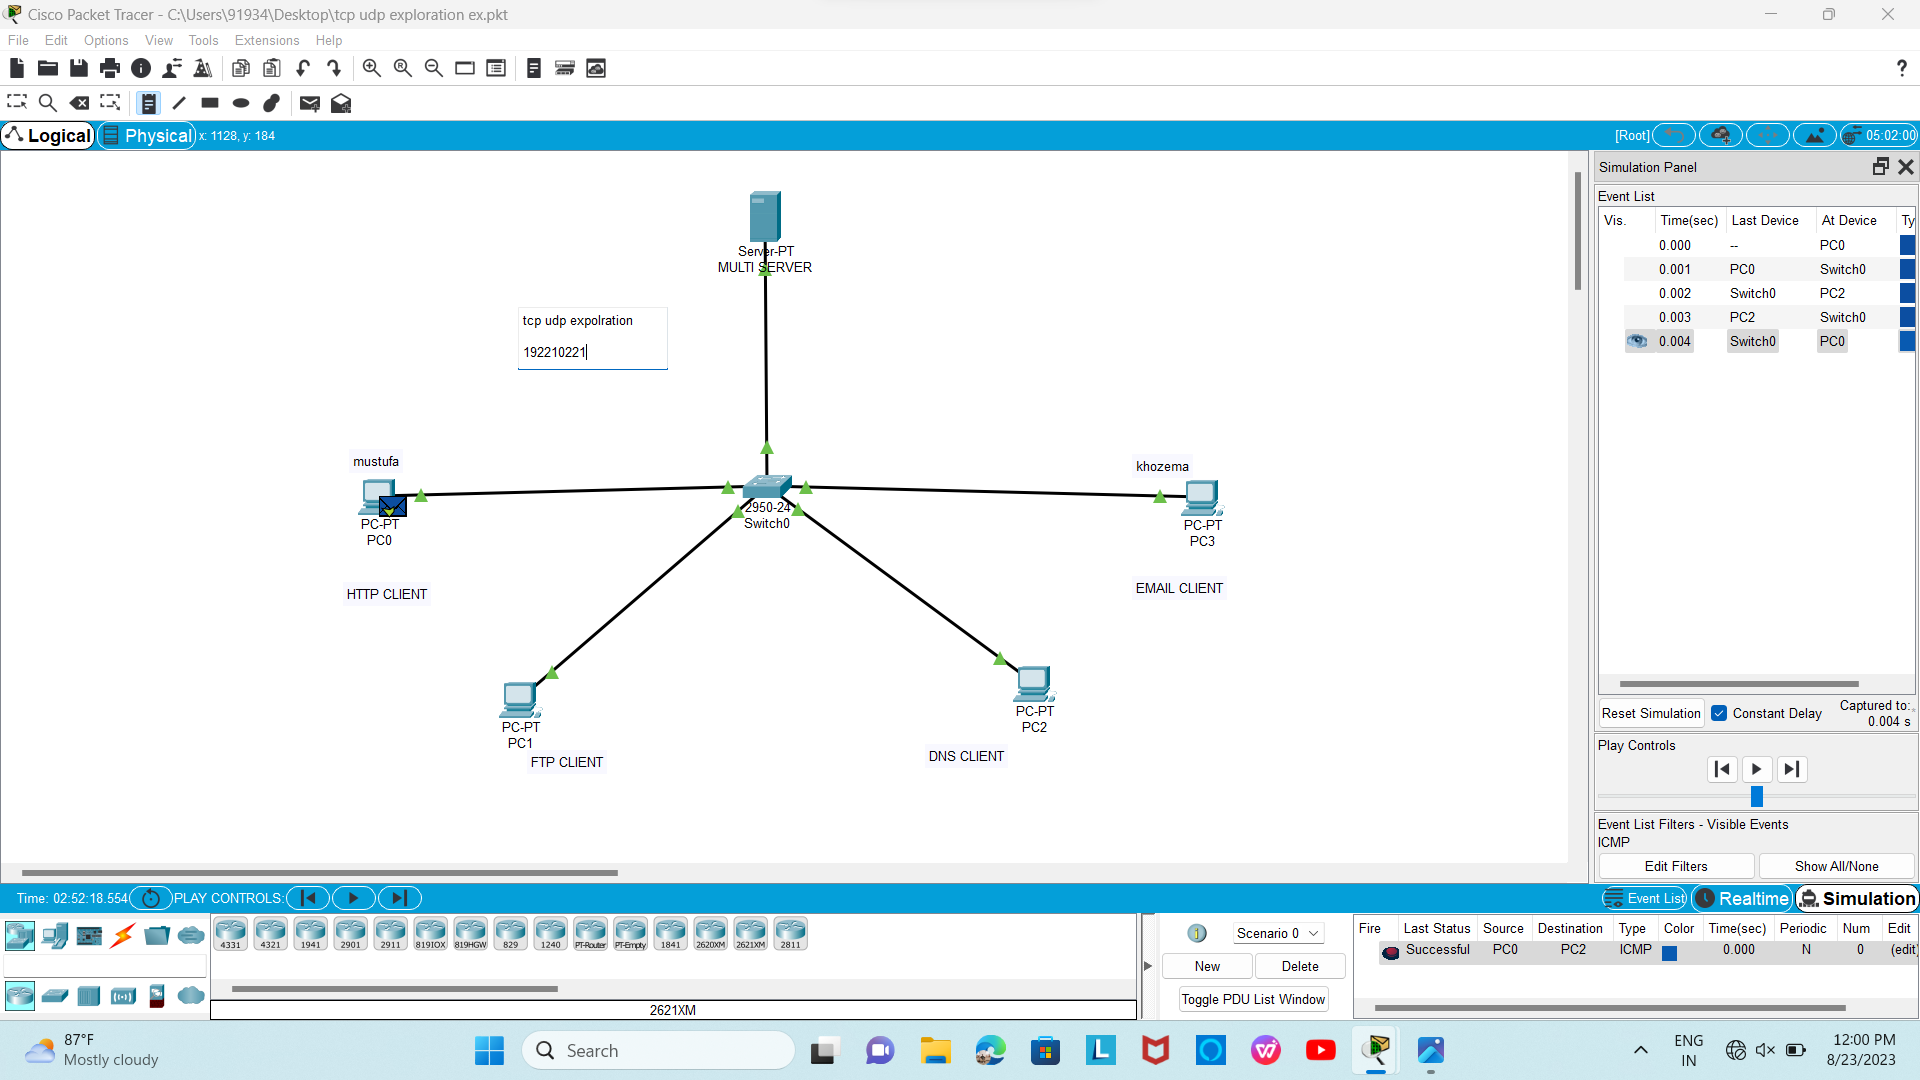 Cisco Packet Tracer - C:\Users\91934\Desktop\tcp udp exploration ex.pkt
File Edit Options View Tools Extensions Help
?
Logical Physical x: 1128, y: 184 [Root] 05:02:00
Simulation Panel
Event List
Vis. Time(sec) Last Device At Device Ty
0.000 -- PC0
0.001 PC0 Switch0
0.002 Switch0 PC2
0.003 PC2 Switch0
0.004 Switch0 PC0
Server-PT
MULTI SERVER
tcp udp expolration
192210221
mustufa
PC-PT
PC0
HTTP CLIENT
2950-24
Switch0
khozema
PC-PT
PC3
EMAIL CLIENT
PC-PT
PC1
FTP CLIENT
PC-PT
PC2
DNS CLIENT
Reset Simulation Constant Delay Captured to:
0.004 s
Play Controls
Event List Filters - Visible Events
ICMP
Edit Filters Show All/None
Time: 02:52:18.554 PLAY CONTROLS: Event List Realtime Simulation
4331 4321 1941 2901 2911 819IOX 819HGW 829 1240 PT-Router PT-Empty 1841 2620XM 2621XM 2811
2621XM
1 Scenario 0
New Delete
Toggle PDU List Window
Fire Last Status Source Destination Type Color Time(sec) Periodic Num Edit
Successful PC0 PC2 ICMP 0.000 N 0 (edit
87°F
Mostly cloudy
Search
L
ENG
IN
12:00 PM
8/23/2023